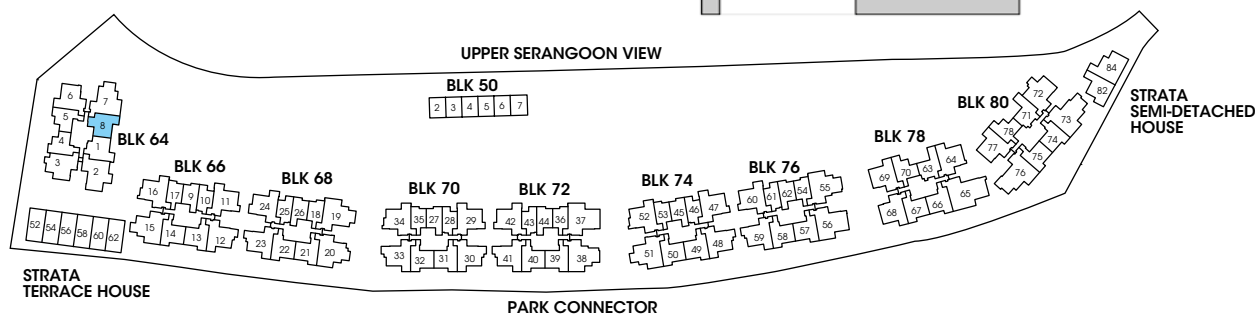 UPPER SERANGOON VIEW
BLK 50
2 3 4 5 6 7
84
82
STRATA
SEMI-DETACHED
HOUSE
BLK 80
72
71
73
78
74
77
75
76
6
7
5
8
4
1
3
2
BLK 64
BLK 66
16 17 9 10 11
15 14 13 12
BLK 68
24 25 26 18 19
23 22 21 20
BLK 70
34 35 27 28 29
33 32 31 30
BLK 72
42 43 44 36 37
41 40 39 38
BLK 74
52 53 45 46 47
51 50 49 48
BLK 76
60 61 62 54 55
59 58 57 56
BLK 78
69 70 63 64
68 67 66 65
52 54 56 58 60 62
STRATA
TERRACE HOUSE
PARK CONNECTOR